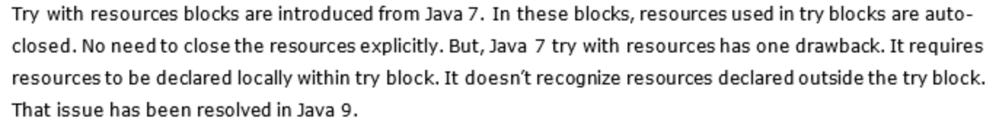 Try with resources blocks are introduced from Java 7. In these blocks, resources used in try blocks are auto-
closed. No need to close the resources explicitly. But, Java 7 try with resources has one drawback. It requires
resources to be declared locally within try block. It doesn't recognize resources declared outside the try block.
That issue has been resolved in Java 9.